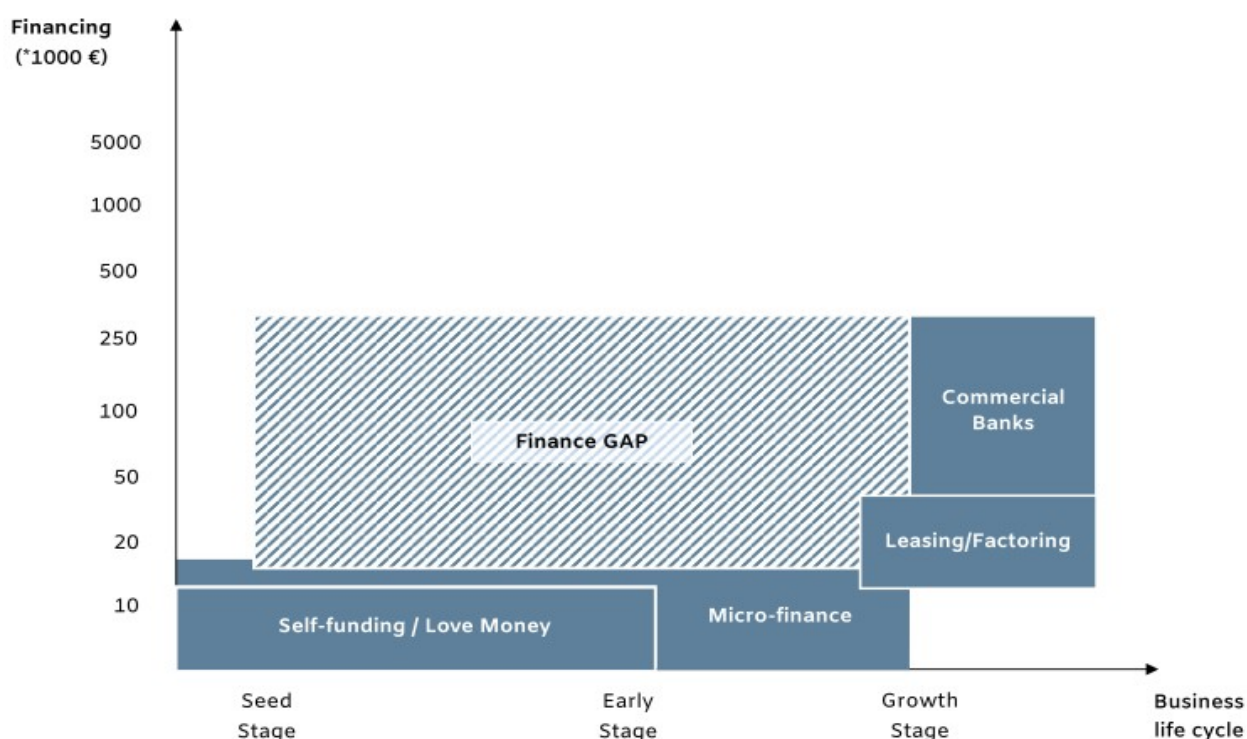 Financing
(*1000 €)
5000
1000
500
250
100
50
20
10
Commercial
Banks
Finance GAP
Leasing/Factoring
Self-funding / Love Money
Micro-finance
Seed
Stage
Early
Stage
Growth
Stage
Business
life cycle